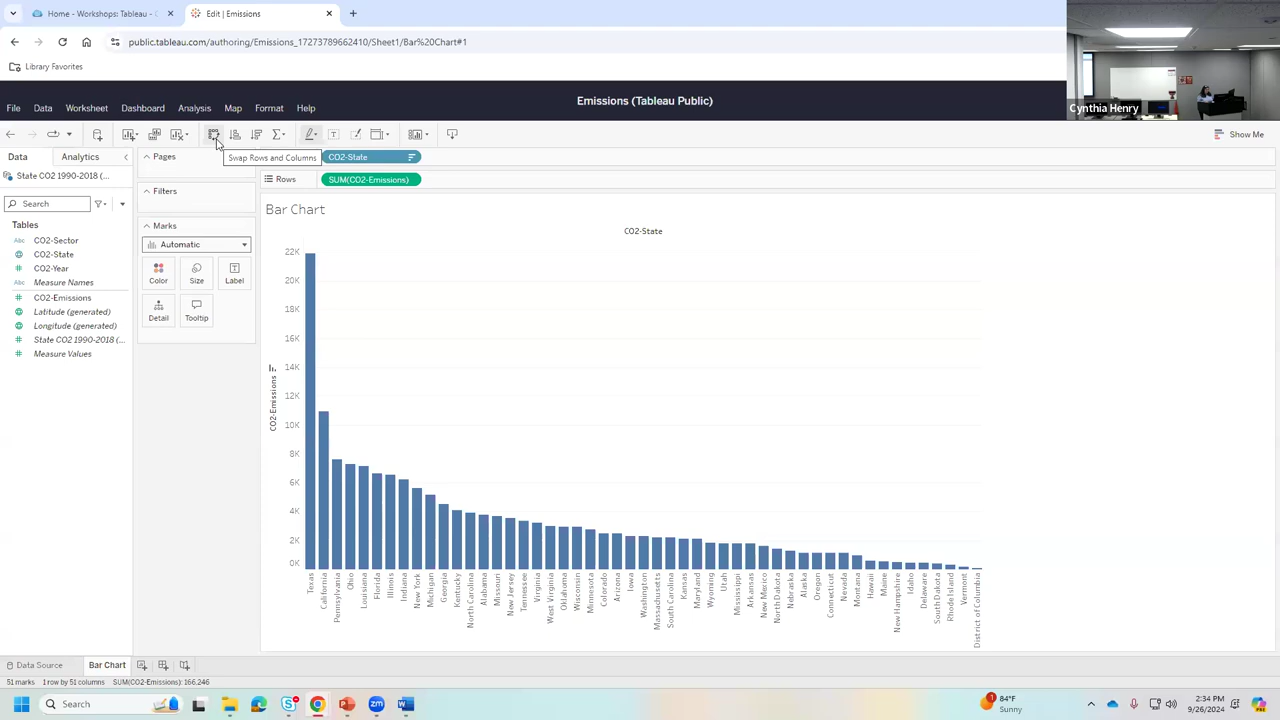 Home - Workshops: Tableau - C
Edit | Emissions
public.tableau.com/authoring/Emissions_17273789662410/Sheet1/Bar%20Chart#1
Library Favorites
Cynthia Henry
Emissions (Tableau Public)
File
Data
Worksheet
Dashboard
Analysis
Map
Format
Help
Show Me
Swap Rows and Columns
Data
Analytics
State CO2 1990-2018 (...
Search
Tables
CO2-Sector
CO2-State
CO2-Year
Measure Names
CO2-Emissions
Latitude (generated)
Longitude (generated)
State CO2 1990-2018 (...
Measure Values
Pages
Filters
Marks
Automatic
Color
Size
Label
Detail
Tooltip
CO2-State
Rows
SUM(CO2-Emissions)
Bar Chart
CO2-State
CO2-Emissions
22K
20K
18K
16K
14K
12K
10K
8K
6K
4K
2K
0K
Texas
California
Pennsylvania
Ohio
Louisiana
Florida
Illinois
Indiana
New York
Michigan
Georgia
Kentucky
North Carolina
Alabama
Missouri
New Jersey
Tennessee
Virginia
West Virginia
Oklahoma
Wisconsin
Minnesota
Colorado
Arizona
Iowa
Washington
Massachusetts
South Carolina
Kansas
Maryland
Wyoming
Utah
Mississippi
Arkansas
New Mexico
North Dakota
Nebraska
Alaska
Oregon
Connecticut
Nevada
Montana
Hawaii
Maine
New Hampshire
Idaho
Delaware
South Dakota
Rhode Island
Vermont
District of Columbia
Data Source
Bar Chart
51 marks
1 row by 51 columns
SUM(CO2-Emissions): 166,246
Search
84°F
Sunny
2:34 PM
9/26/2024